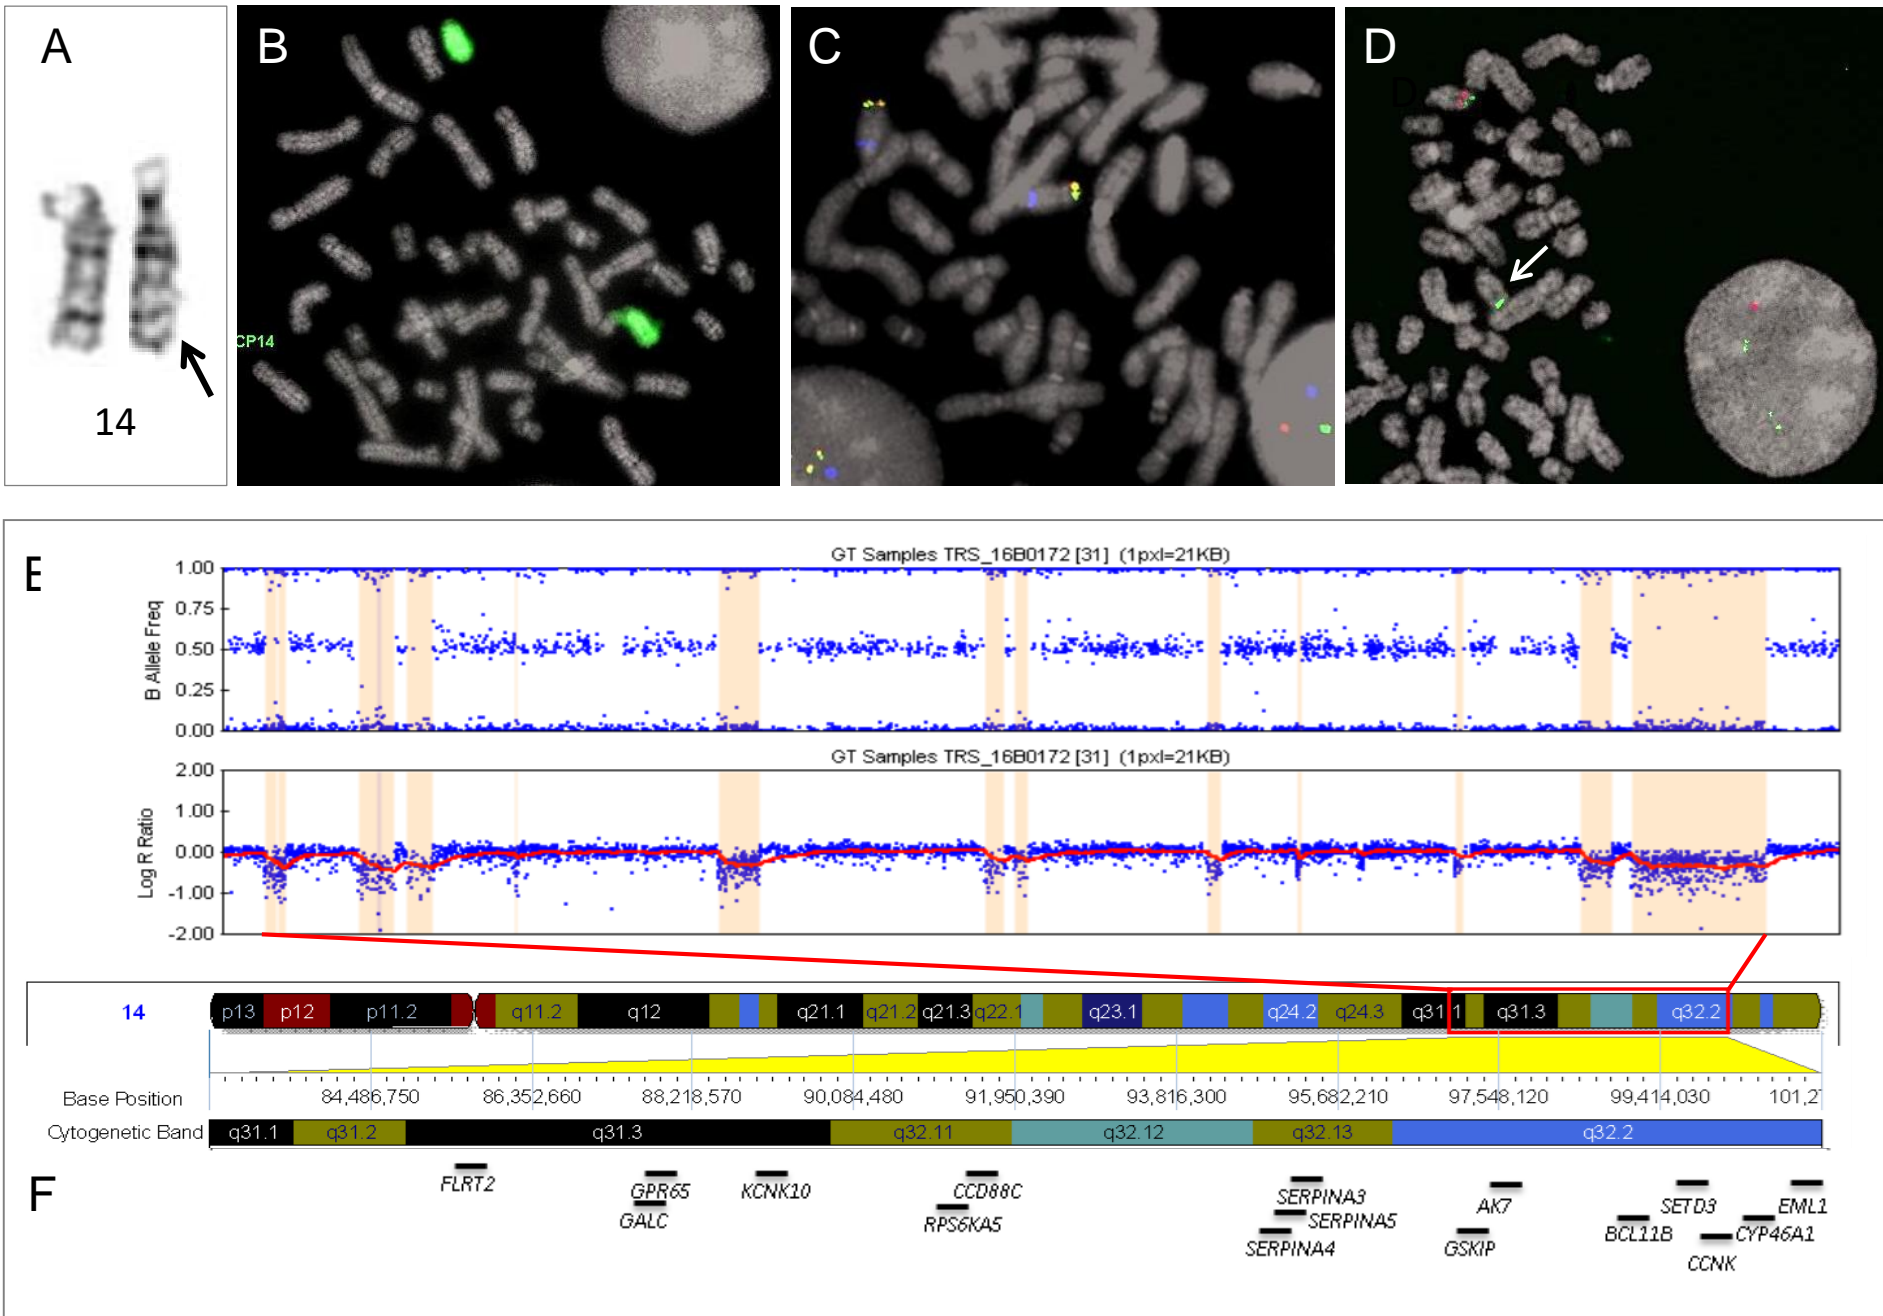 A
B
C
D
14
CP14
E
GT Samples TRS_16B0172 [31] (1pxl=21KB)
1.00
0.75
0.50
0.25
0.00
B Allele Freq
GT Samples TRS_16B0172 [31] (1pxl=21KB)
2.00
1.00
0.00
-1.00
-2.00
Log R Ratio
14
p13 p12 p11.2 q11.2 q12 q21.1 q21.2 q21.3 q22.1 q23.1 q24.2 q24.3 q31.1 q31.3 q32.2
Base Position 84,486,750 86,352,660 88,218,570 90,084,480 91,950,390 93,816,300 95,682,210 97,548,120 99,414,030 101,2
Cytogenetic Band q31.1 q31.2 q31.3 q32.11 q32.12 q32.13 q32.2
F
FLRT2 GPR65 KCNK10 CCD88C SERPINA3 AK7 SETD3 EML1
GALC RPS6KA5 SERPINA5 BCL11B CYP46A1
SERPINA4 GSKIP CCNK